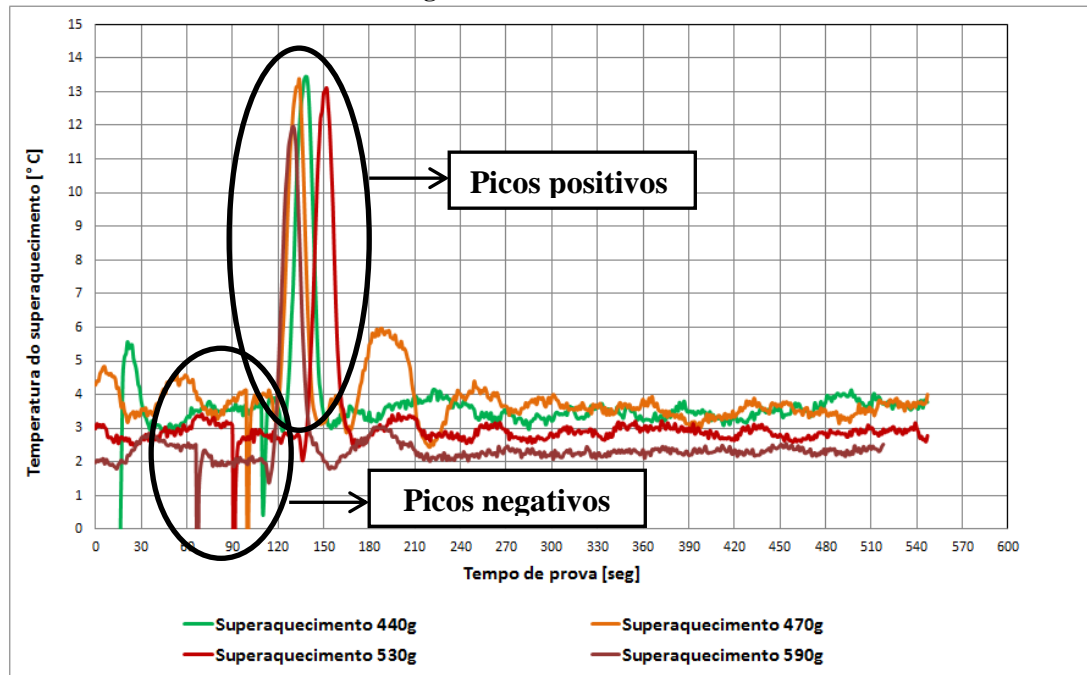 15
14
13
12
11
10
9
8
7
6
5
4
3
2
1
0
Temperatura do superaquecimento [° C]
Picos positivos
Picos negativos
0 30 60 90 120 150 180 210 240 270 300 330 360 390 420 450 480 510 540 570 600
Tempo de prova [seg]
Superaquecimento 440g Superaquecimento 470g
Superaquecimento 530g Superaquecimento 590g